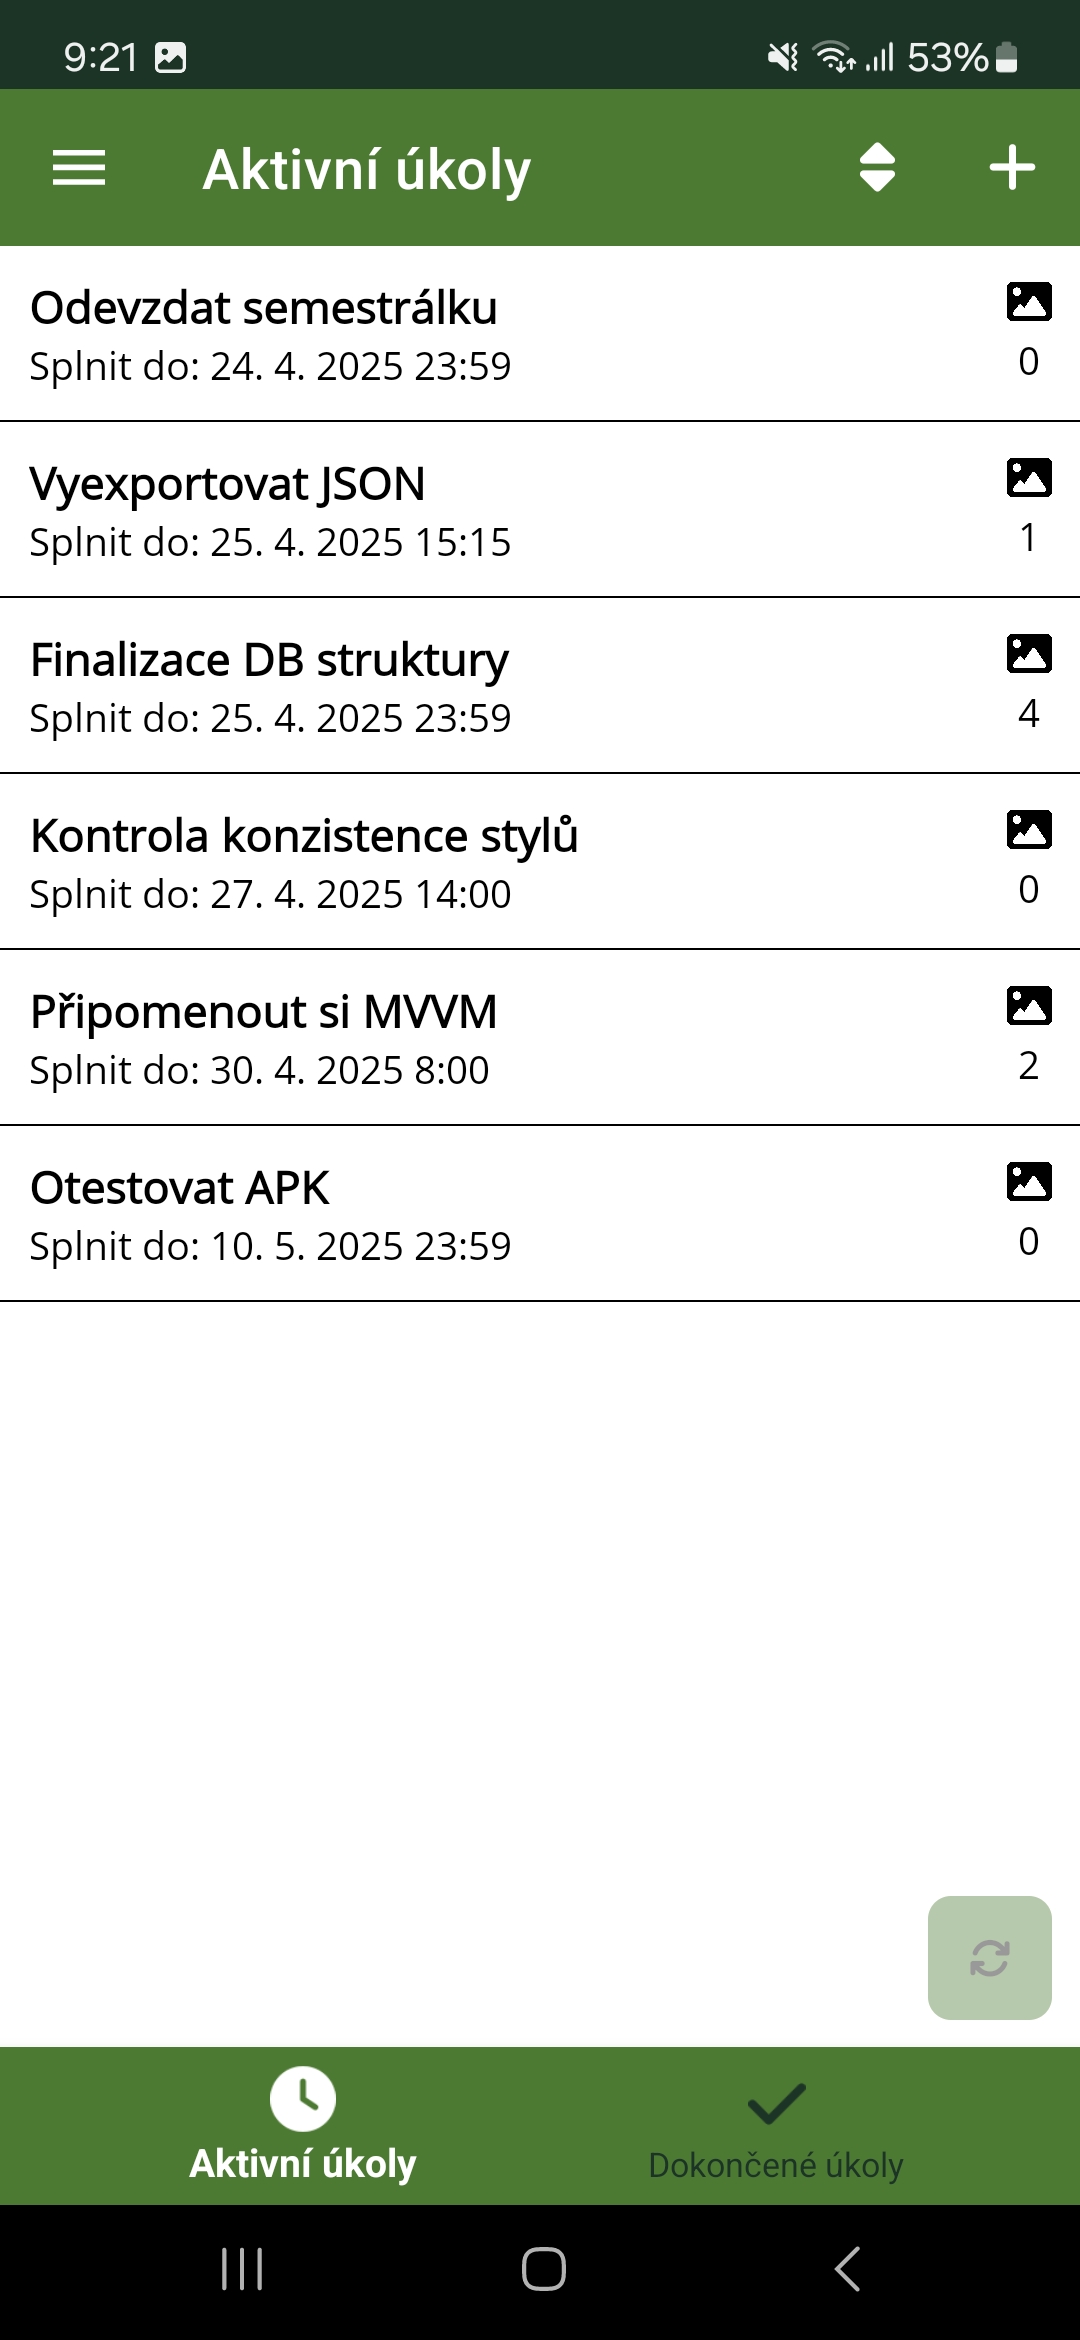 9:21 53%
Aktivní úkoly
Odevzdat semestrálku
Splnit do: 24. 4. 2025 23:59
0
Vyexportovat JSON
Splnit do: 25. 4. 2025 15:15
1
Finalizace DB struktury
Splnit do: 25. 4. 2025 23:59
4
Kontrola konzistence stylů
Splnit do: 27. 4. 2025 14:00
0
Připomenout si MVVM
Splnit do: 30. 4. 2025 8:00
2
Otestovat APK
Splnit do: 10. 5. 2025 23:59
0
Aktivní úkoly
Dokončené úkoly